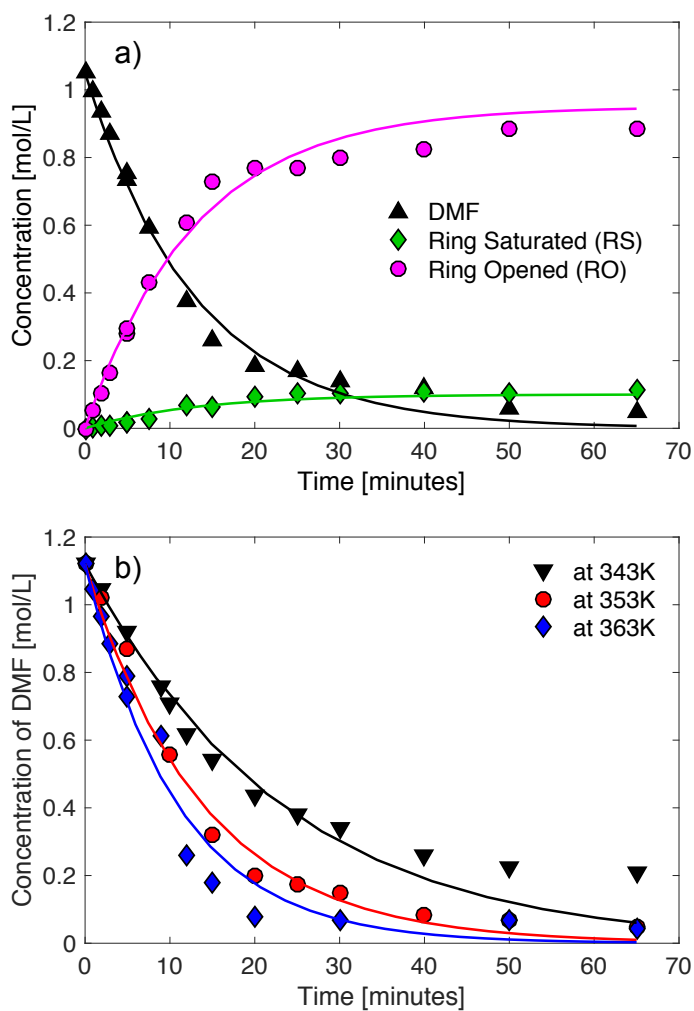 a)
1.2
1
0.8
0.6
0.4
0.2
0
Concentration [mol/L]
DMF
Ring Saturated (RS)
Ring Opened (RO)
0 10 20 30 40 50 60 70
Time [minutes]
b)
1.2
1
0.8
0.6
0.4
0.2
0
Concentration of DMF [mol/L]
at 343K
at 353K
at 363K
0 10 20 30 40 50 60 70
Time [minutes]